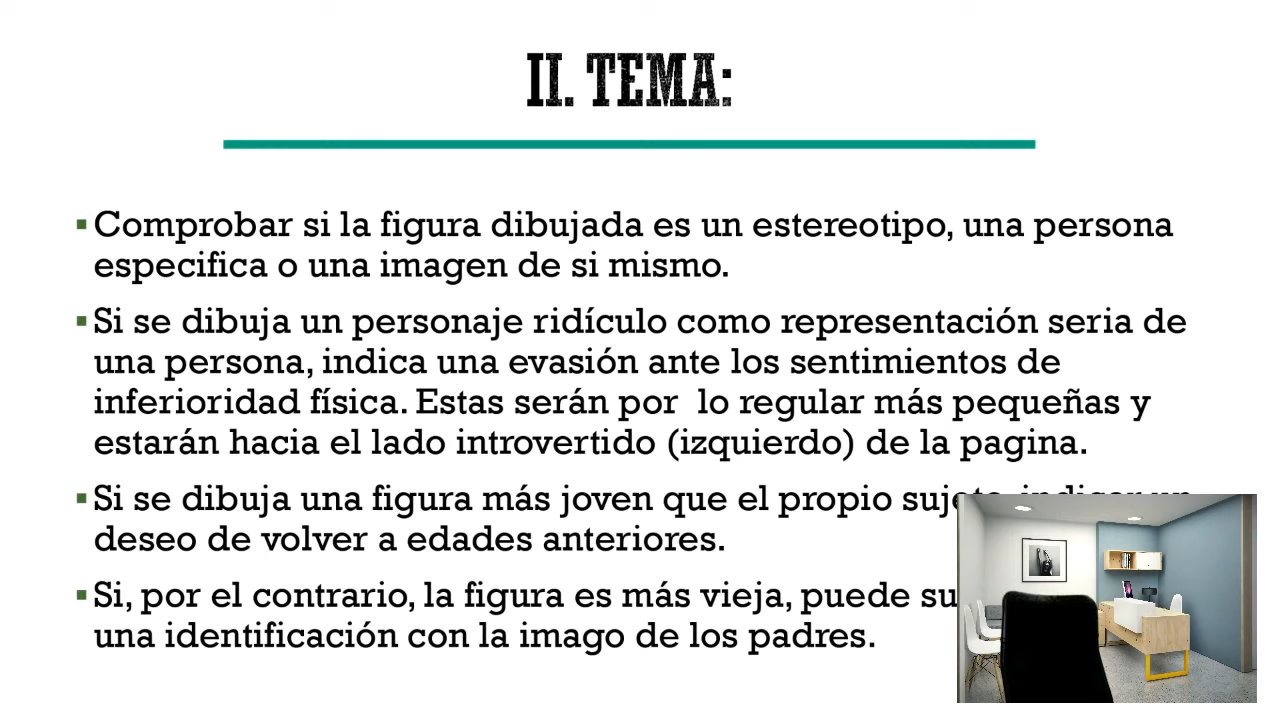 II. TEMA:
▪ Comprobar si la figura dibujada es un estereotipo, una persona
especifica o una imagen de si mismo.
▪ Si se dibuja un personaje ridículo como representación seria de
una persona, indica una evasión ante los sentimientos de
inferioridad física. Estas serán por  lo regular más pequeñas y
estarán hacia el lado introvertido (izquierdo) de la pagina.
▪ Si se dibuja una figura más joven que el propio
deseo de volver a edades anteriores.
▪ Si, por el contrario, la figura es más vieja, puede
una identificación con la imago de los padres.